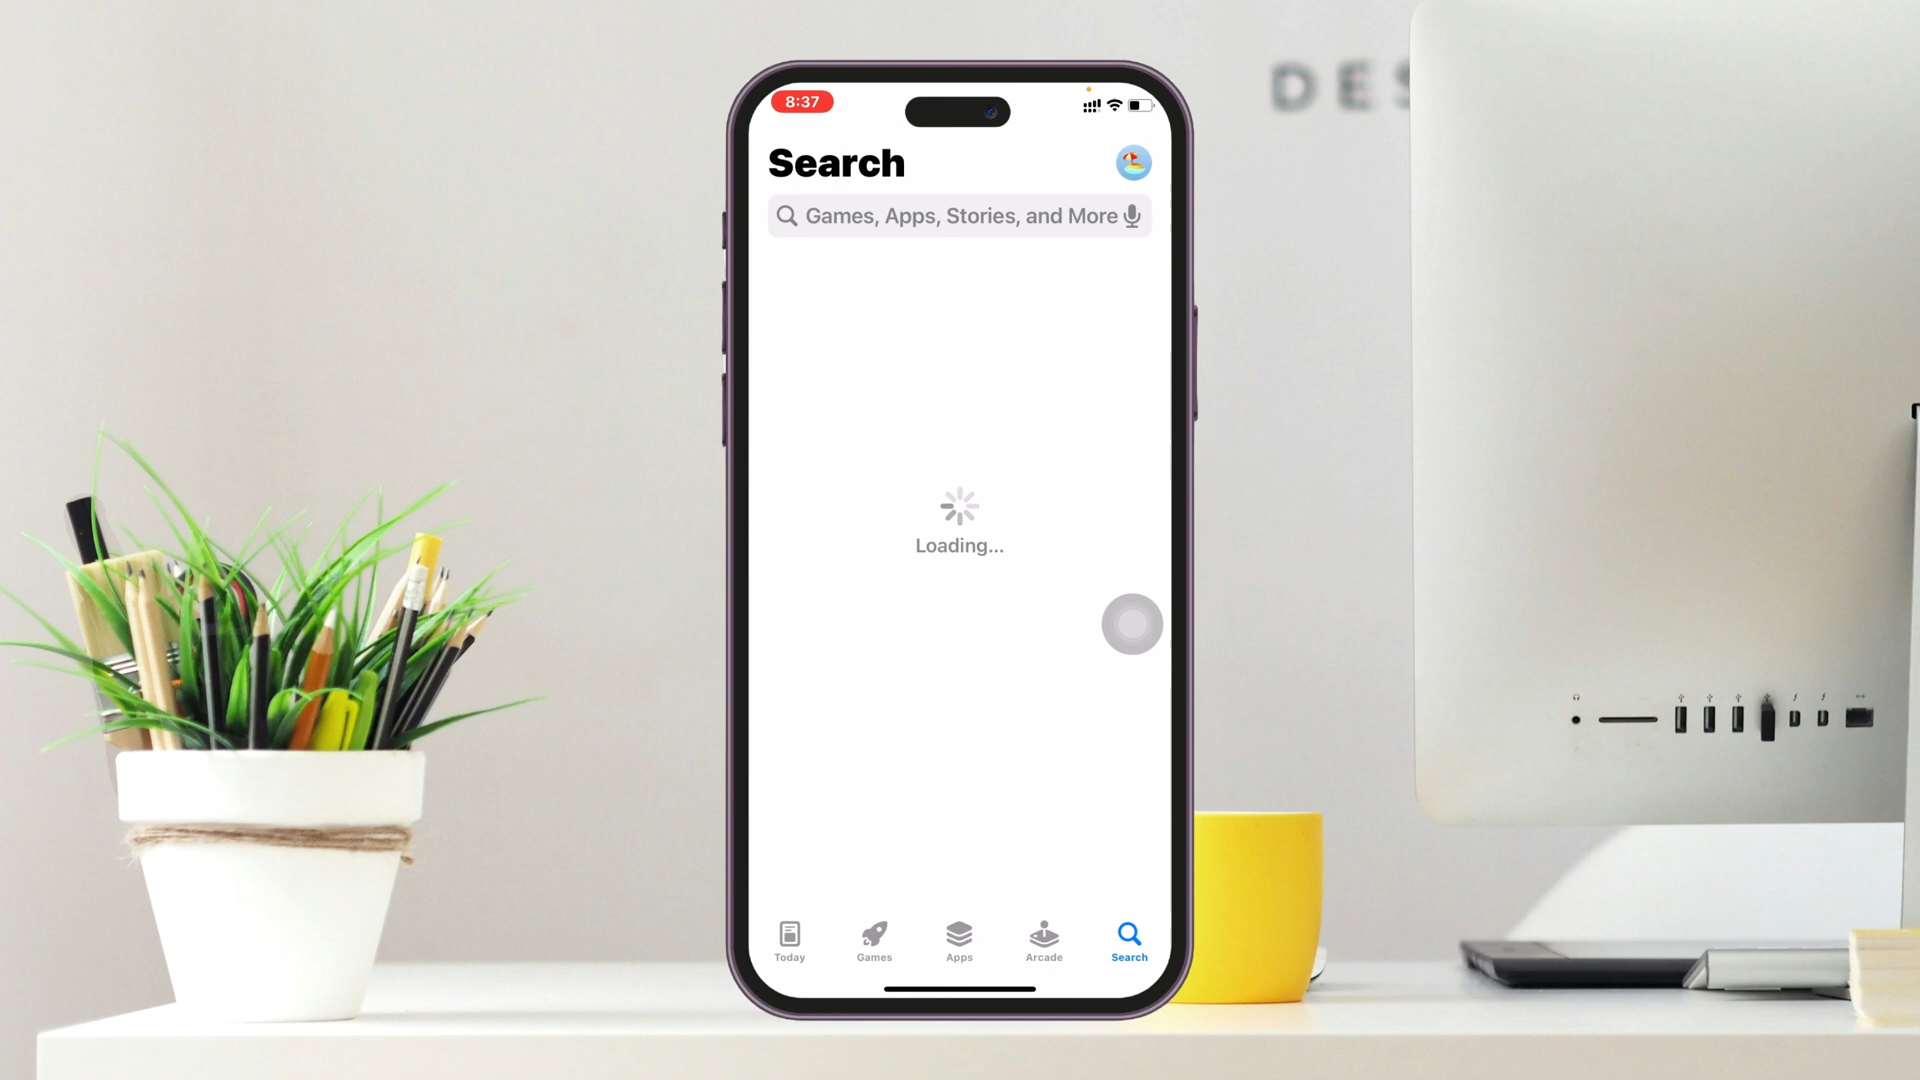 8:37
DES
Search
Games, Apps, Stories, and More
Loading...
Today
Games
Apps
Arcade
Search